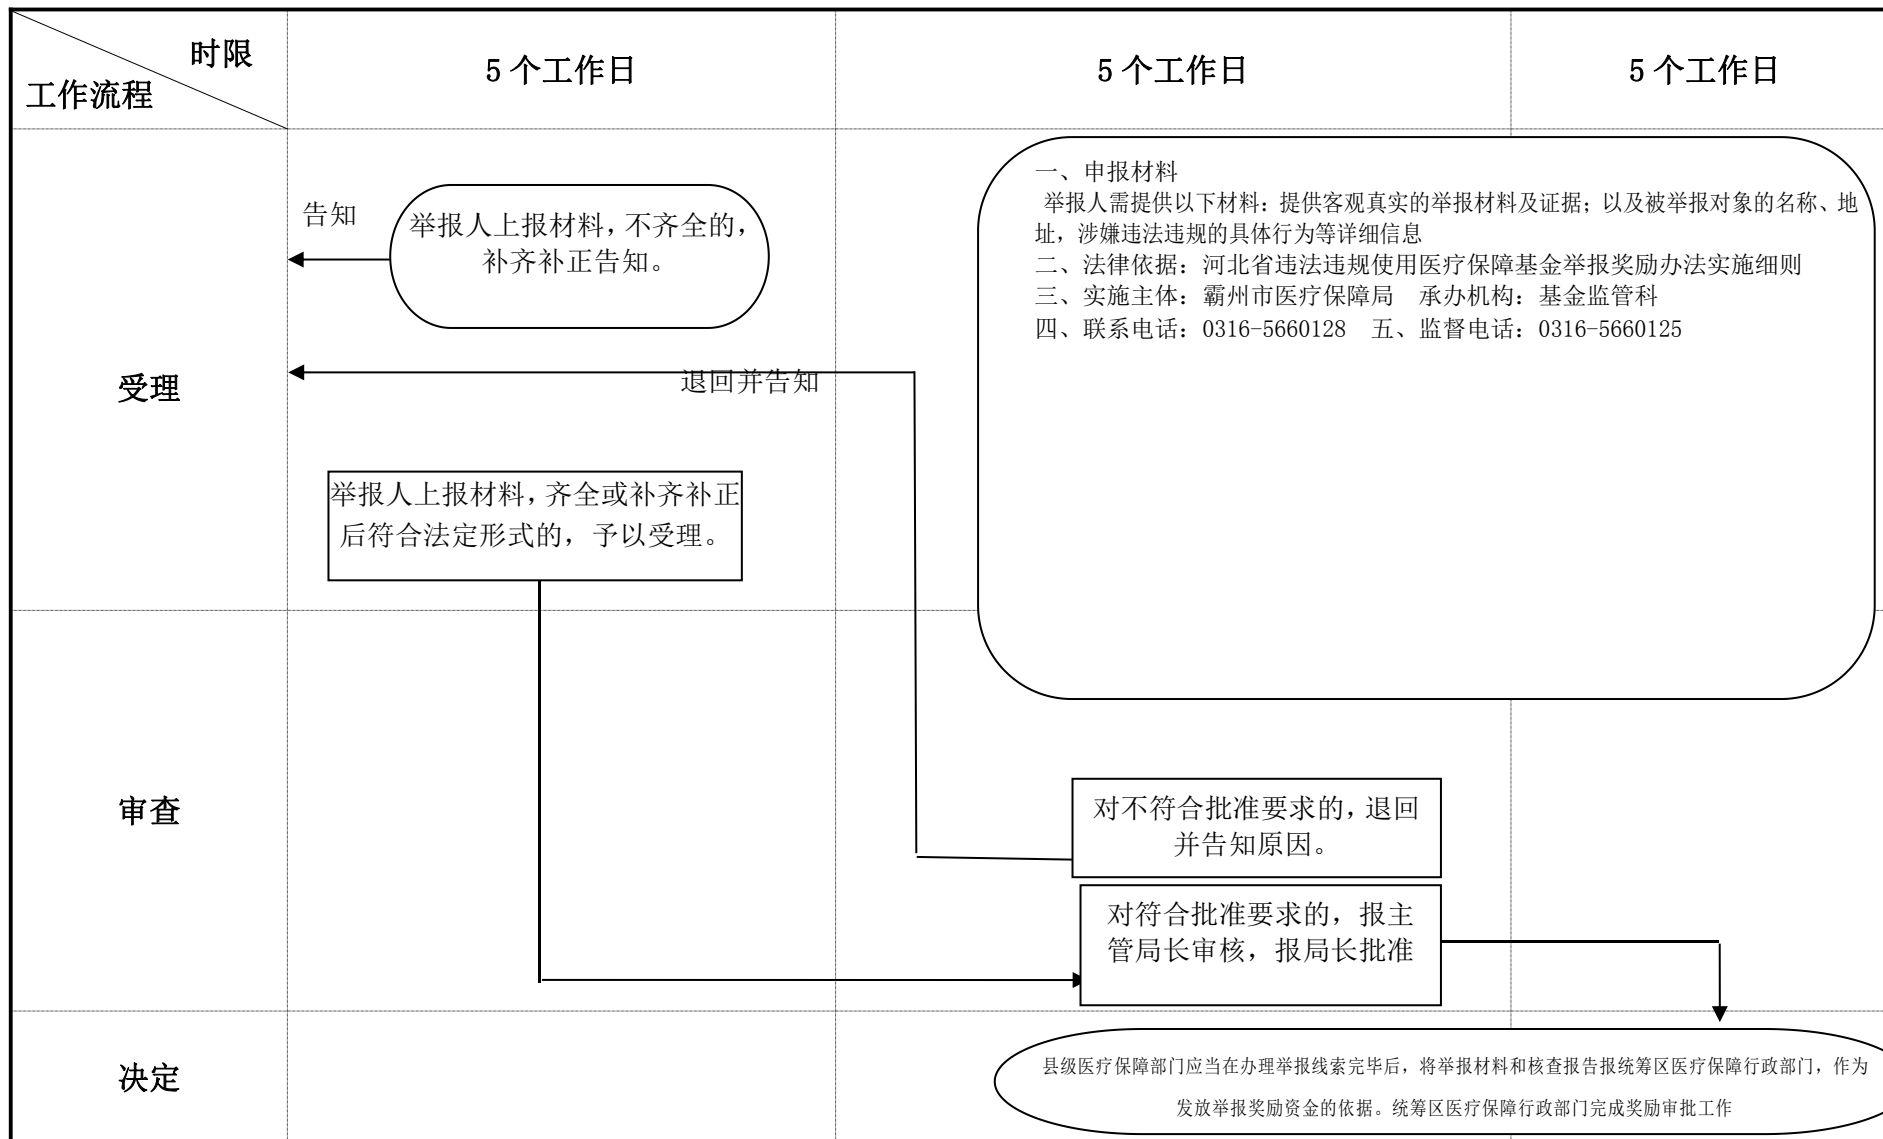 时限
工作流程
5个工作日
5个工作日
5个工作日
受理
告知
举报人上报材料，不齐全的，
补齐补正告知。
退回并告知
举报人上报材料，齐全或补齐补正
后符合法定形式的，予以受理。
一、申报材料
举报人需提供以下材料：提供客观真实的举报材料及证据；以及被举报对象的名称、地
址，涉嫌违法违规的具体行为等详细信息
二、法律依据：河北省违法违规使用医疗保障基金举报奖励办法实施细则
三、实施主体：霸州市医疗保障局　承办机构：基金监管科
四、联系电话：0316-5660128　五、监督电话：0316-5660125
审查
对不符合批准要求的，退回
并告知原因。
对符合批准要求的，报主
管局长审核，报局长批准
决定
县级医疗保障部门应当在办理举报线索完毕后，将举报材料和核查报告报统筹区医疗保障行政部门，作为
发放举报奖励资金的依据。统筹区医疗保障行政部门完成奖励审批工作